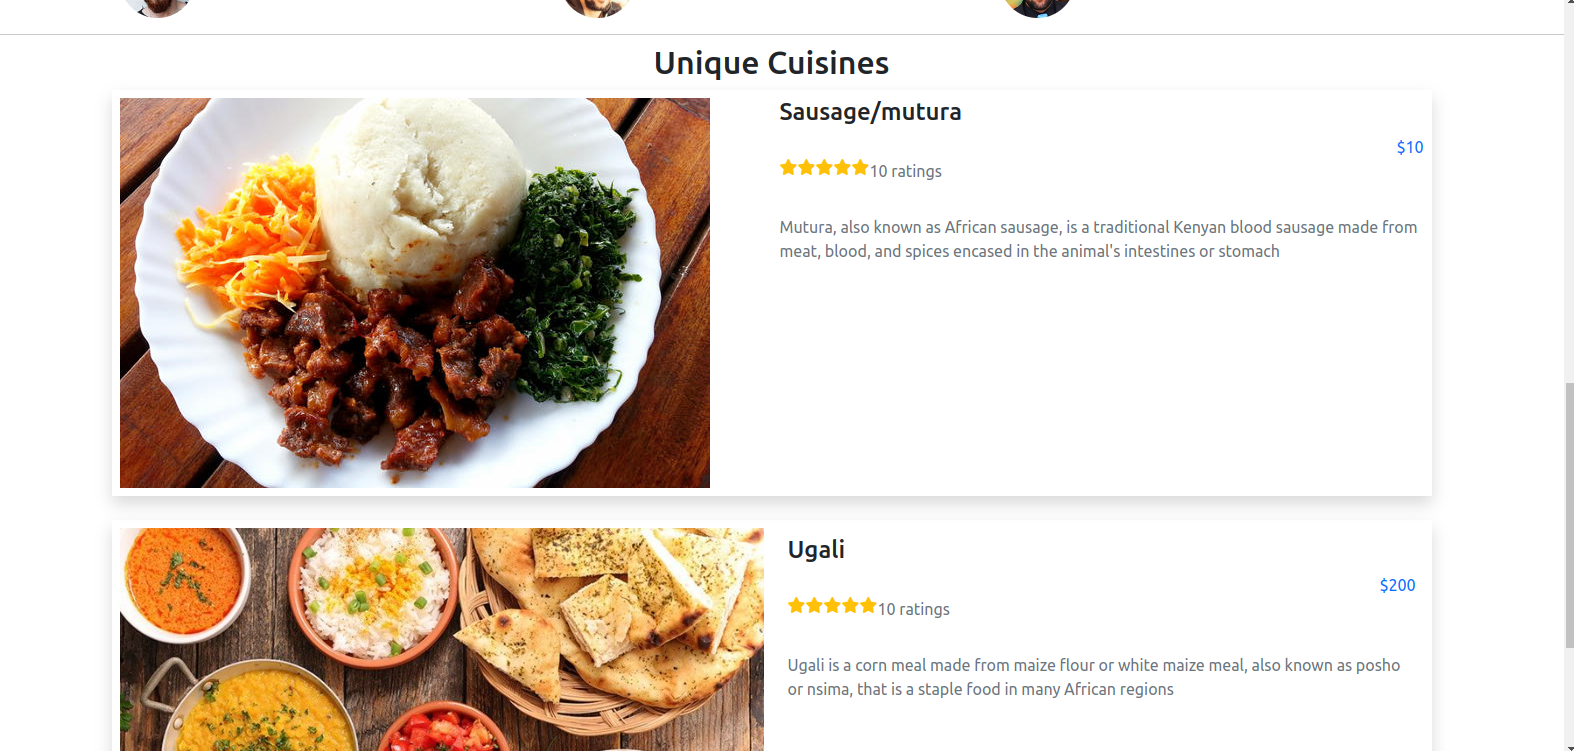 Unique Cuisines
Sausage/mutura
$10
10 ratings
Mutura, also known as African sausage, is a traditional Kenyan blood sausage made from
meat, blood, and spices encased in the animal's intestines or stomach
Ugali
$200
10 ratings
Ugali is a corn meal made from maize flour or white maize meal, also known as posho
or nsima, that is a staple food in many African regions